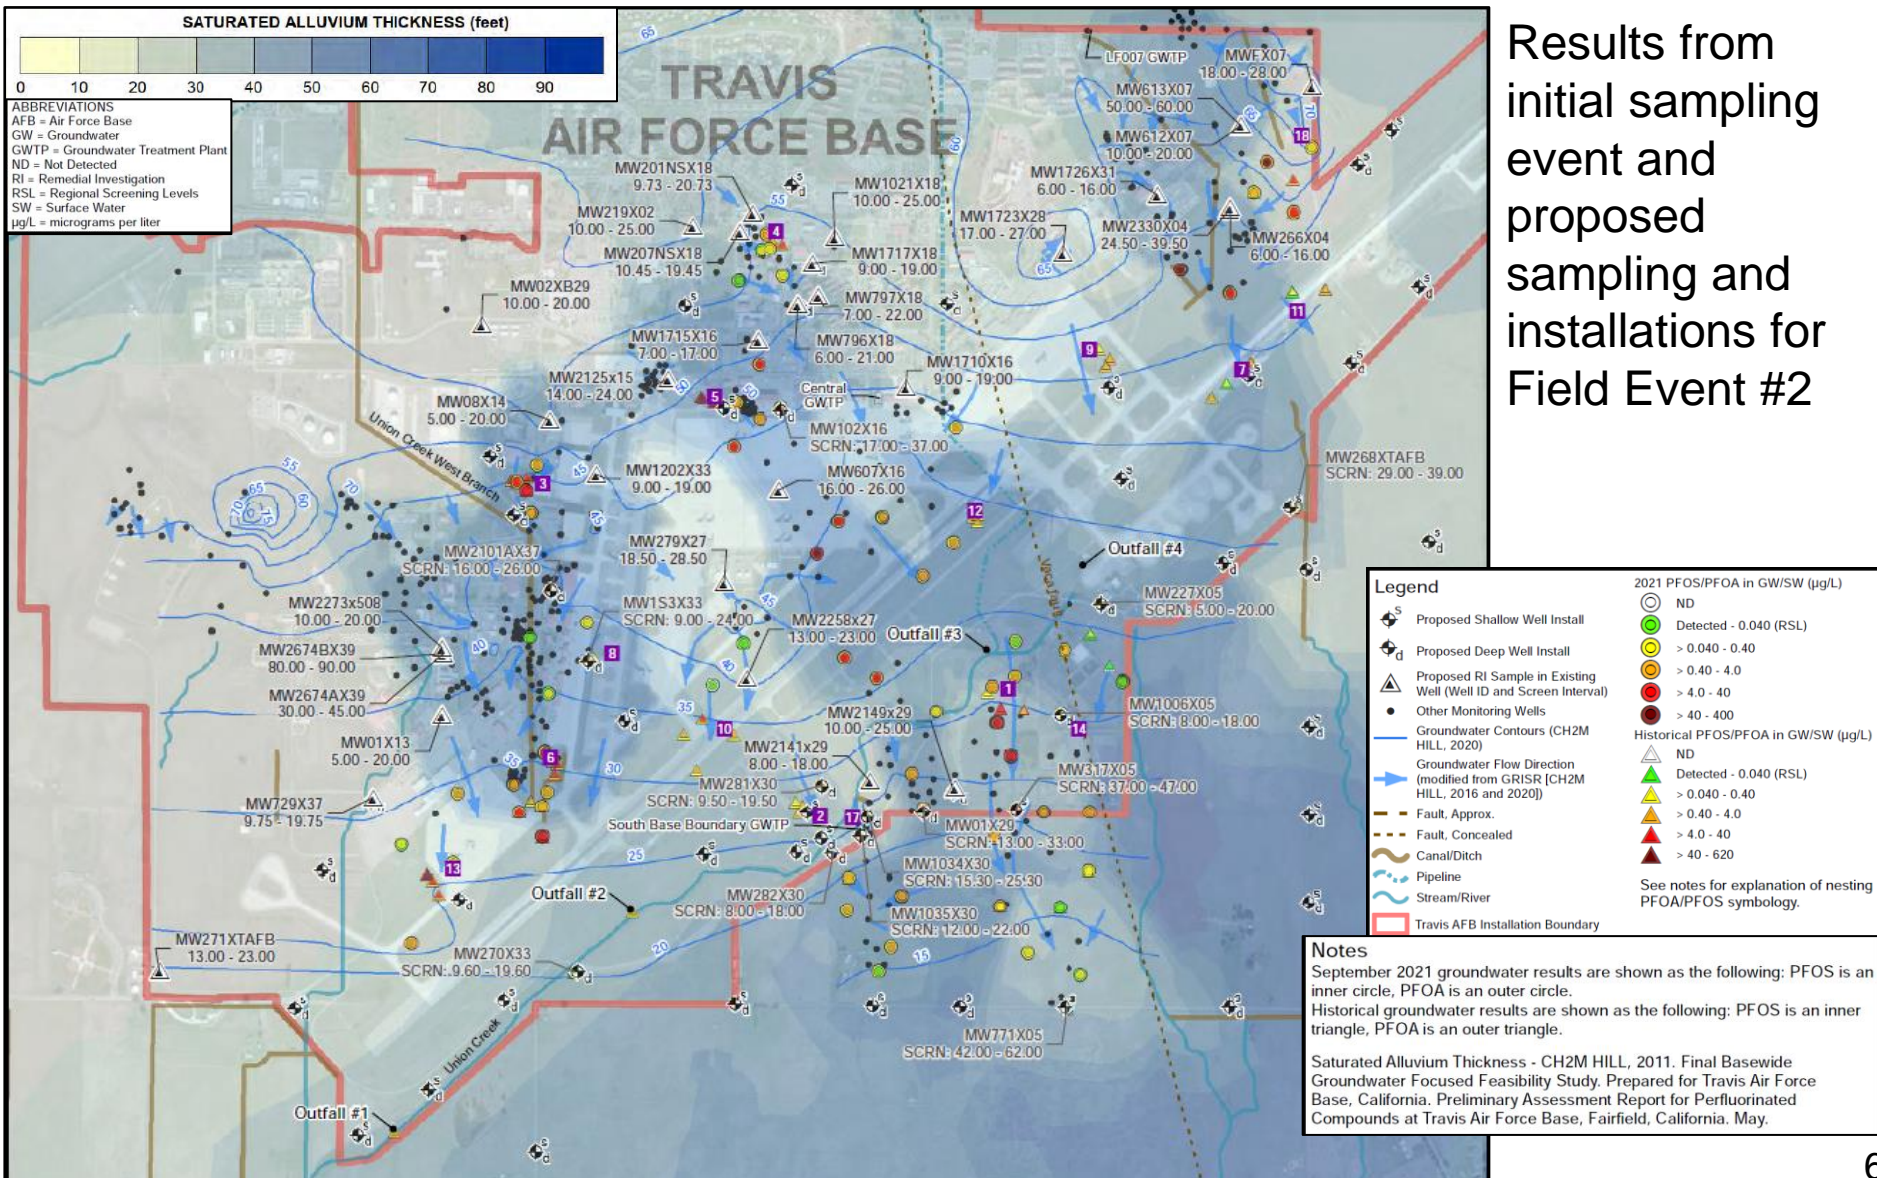 SATURATED ALLUVIUM THICKNESS (feet)
0 10 20 30 40 50 60 70 80 90
ABBREVIATIONS
AFB = Air Force Base
GW = Groundwater
GWTP = Groundwater Treatment Plant
ND = Not Detected
RI = Remedial Investigation
RSL = Regional Screening Levels
SW = Surface Water
µg/L = micrograms per liter
TRAVIS
AIR FORCE BASE
Results from
initial sampling
event and
proposed
sampling and
installations for
Field Event #2
LF007 GWTP
MWFX07
18.00 - 28.00
MW613X07
50.00 - 60.00
MW612X07
10.00 - 20.00
MW1726X31
6.00 - 16.00
MW201NSX18
9.73 - 20.73
MW1021X18
10.00 - 25.00
MW219X02
10.00 - 25.00
MW1723X28
17.00 - 27.00
MW2330X04
24.50 - 39.50
MW266X04
6.00 - 16.00
MW207NSX18
10.45 - 19.45
MW1717X18
9.00 - 19.00
MW02XB29
10.00 - 20.00
MW797X18
7.00 - 22.00
MW1715X16
7.00 - 17.00
MW796X18
6.00 - 21.00
MW2125x15
14.00 - 24.00
MW1710X16
9.00 - 19.00
Central
GWTP
MW08X14
5.00 - 20.00
MW102X16
SCRN: 17.00 - 37.00
Union Creek West Branch
MW1202X33
9.00 - 19.00
MW607X16
16.00 - 26.00
MW268XTAFB
SCRN: 29.00 - 39.00
MW279X27
18.50 - 28.50
MW2101AX37
SCRN: 16.00 - 26.00
Outfall #4
MW2273x508
10.00 - 20.00
MW1S3X33
SCRN: 9.00 - 24.00
MW227X05
SCRN: 5.00 - 20.00
MW2258x27
13.00 - 23.00
Outfall #3
MW2674BX39
80.00 - 90.00
MW2674AX39
30.00 - 45.00
MW01X13
5.00 - 20.00
MW2149x29
10.00 - 25.00
MW1006X05
SCRN: 8.00 - 18.00
MW2141x29
8.00 - 18.00
MW281X30
SCRN: 9.50 - 19.50
MW317X05
SCRN: 37.00 - 47.00
MW729X37
9.75 - 19.75
South Base Boundary GWTP
MW01X29
SCRN: 13.00 - 33.00
MW1034X30
SCRN: 15.30 - 25.30
MW282X30
SCRN: 8.00 - 18.00
Outfall #2
MW1035X30
SCRN: 12.00 - 22.00
MW271XTAFB
13.00 - 23.00
MW270X33
SCRN: 9.60 - 19.60
MW771X05
SCRN: 42.00 - 62.00
Union Creek
Outfall #1
Legend
Proposed Shallow Well Install
Proposed Deep Well Install
Proposed RI Sample in Existing
Well (Well ID and Screen Interval)
Other Monitoring Wells
Groundwater Contours (CH2M
HILL, 2020)
Groundwater Flow Direction
(modified from GRISR [CH2M
HILL, 2016 and 2020])
Fault, Approx.
Fault, Concealed
Canal/Ditch
Pipeline
Stream/River
Travis AFB Installation Boundary
2021 PFOS/PFOA in GW/SW (µg/L)
ND
Detected - 0.040 (RSL)
> 0.040 - 0.40
> 0.40 - 4.0
> 4.0 - 40
> 40 - 400
Historical PFOS/PFOA in GW/SW (µg/L)
ND
Detected - 0.040 (RSL)
> 0.040 - 0.40
> 0.40 - 4.0
> 4.0 - 40
> 40 - 620
See notes for explanation of nesting
PFOA/PFOS symbology.
Notes
September 2021 groundwater results are shown as the following: PFOS is an
inner circle, PFOA is an outer circle.
Historical groundwater results are shown as the following: PFOS is an inner
triangle, PFOA is an outer triangle.
Saturated Alluvium Thickness - CH2M HILL, 2011. Final Basewide
Groundwater Focused Feasibility Study. Prepared for Travis Air Force
Base, California. Preliminary Assessment Report for Perfluorinated
Compounds at Travis Air Force Base, Fairfield, California. May.
6